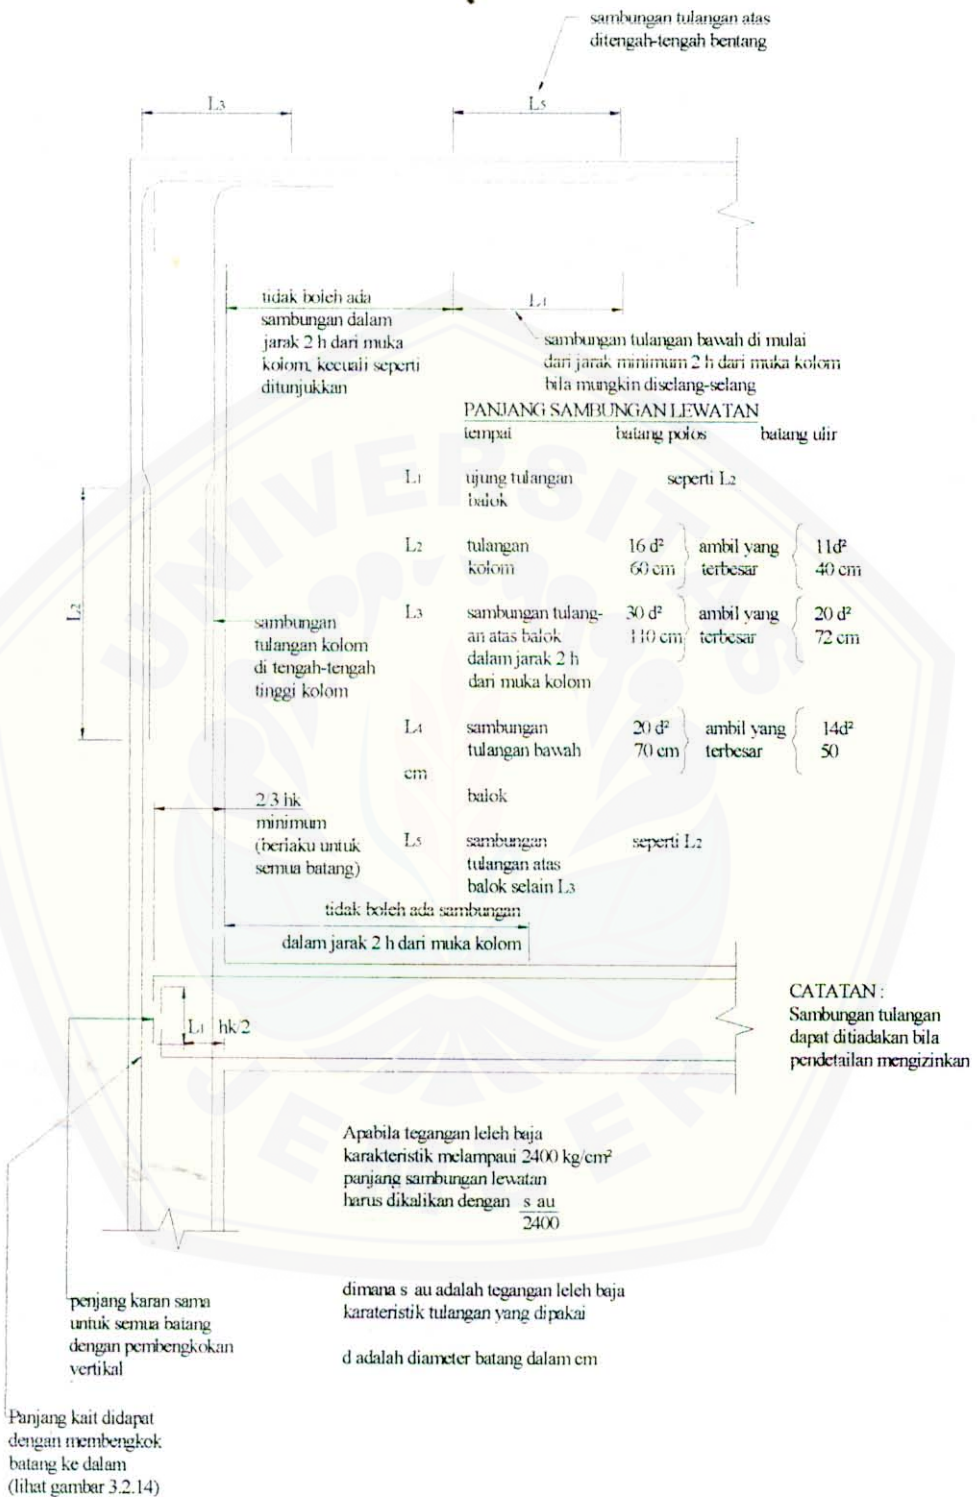 sambungan tulangan atas
ditengah-tengah bentang
L3
L5
tidak boleh ada
sambungan dalam
jarak 2 h dari muka
kolom, kecuali seperti
ditunjukkan
L1
sambungan tulangan bawah di mulai
dari jarak minimum 2 h dari muka kolom
bila mungkin diselang-selang
PANJANG SAMBUNGAN LEWATAN
tempat batang polos batang ulir
L1 ujung tulangan seperti L2
balok
L2 tulangan 16 d² ambil yang 11d²
kolom 60 cm terbesar 40 cm
L3 sambungan tulang- 30 d² ambil yang 20 d²
an atas balok 110 cm terbesar 72 cm
dalam jarak 2 h
dari muka kolom
L4 sambungan 20 d² ambil yang 14d²
tulangan bawah 70 cm terbesar 50
cm
balok
L5 sambungan seperti L2
tulangan atas
balok selain L3
L2
sambungan
tulangan kolom
di tengah-tengah
tinggi kolom
2/3 hk
minimum
(berlaku untuk
semua batang)
tidak boleh ada sambungan
dalam jarak 2 h dari muka kolom
L1 hk/2
CATATAN :
Sambungan tulangan
dapat ditiadakan bila
pendetailan mengizinkan
Apabila tegangan leleh baja
karakteristik melampaui 2400 kg/cm²
panjang sambungan lewatan
harus dikalikan dengan s au
2400
dimana s au adalah tegangan leleh baja
karateristik tulangan yang dipakai
d adalah diameter batang dalam cm
penjang karan sama
untuk semua batang
dengan pembengkokan
vertikal
Panjang kait didapat
dengan membengkok
batang ke dalam
(lihat gambar 3.2.14)
UNIVERSITAS
JEMBER